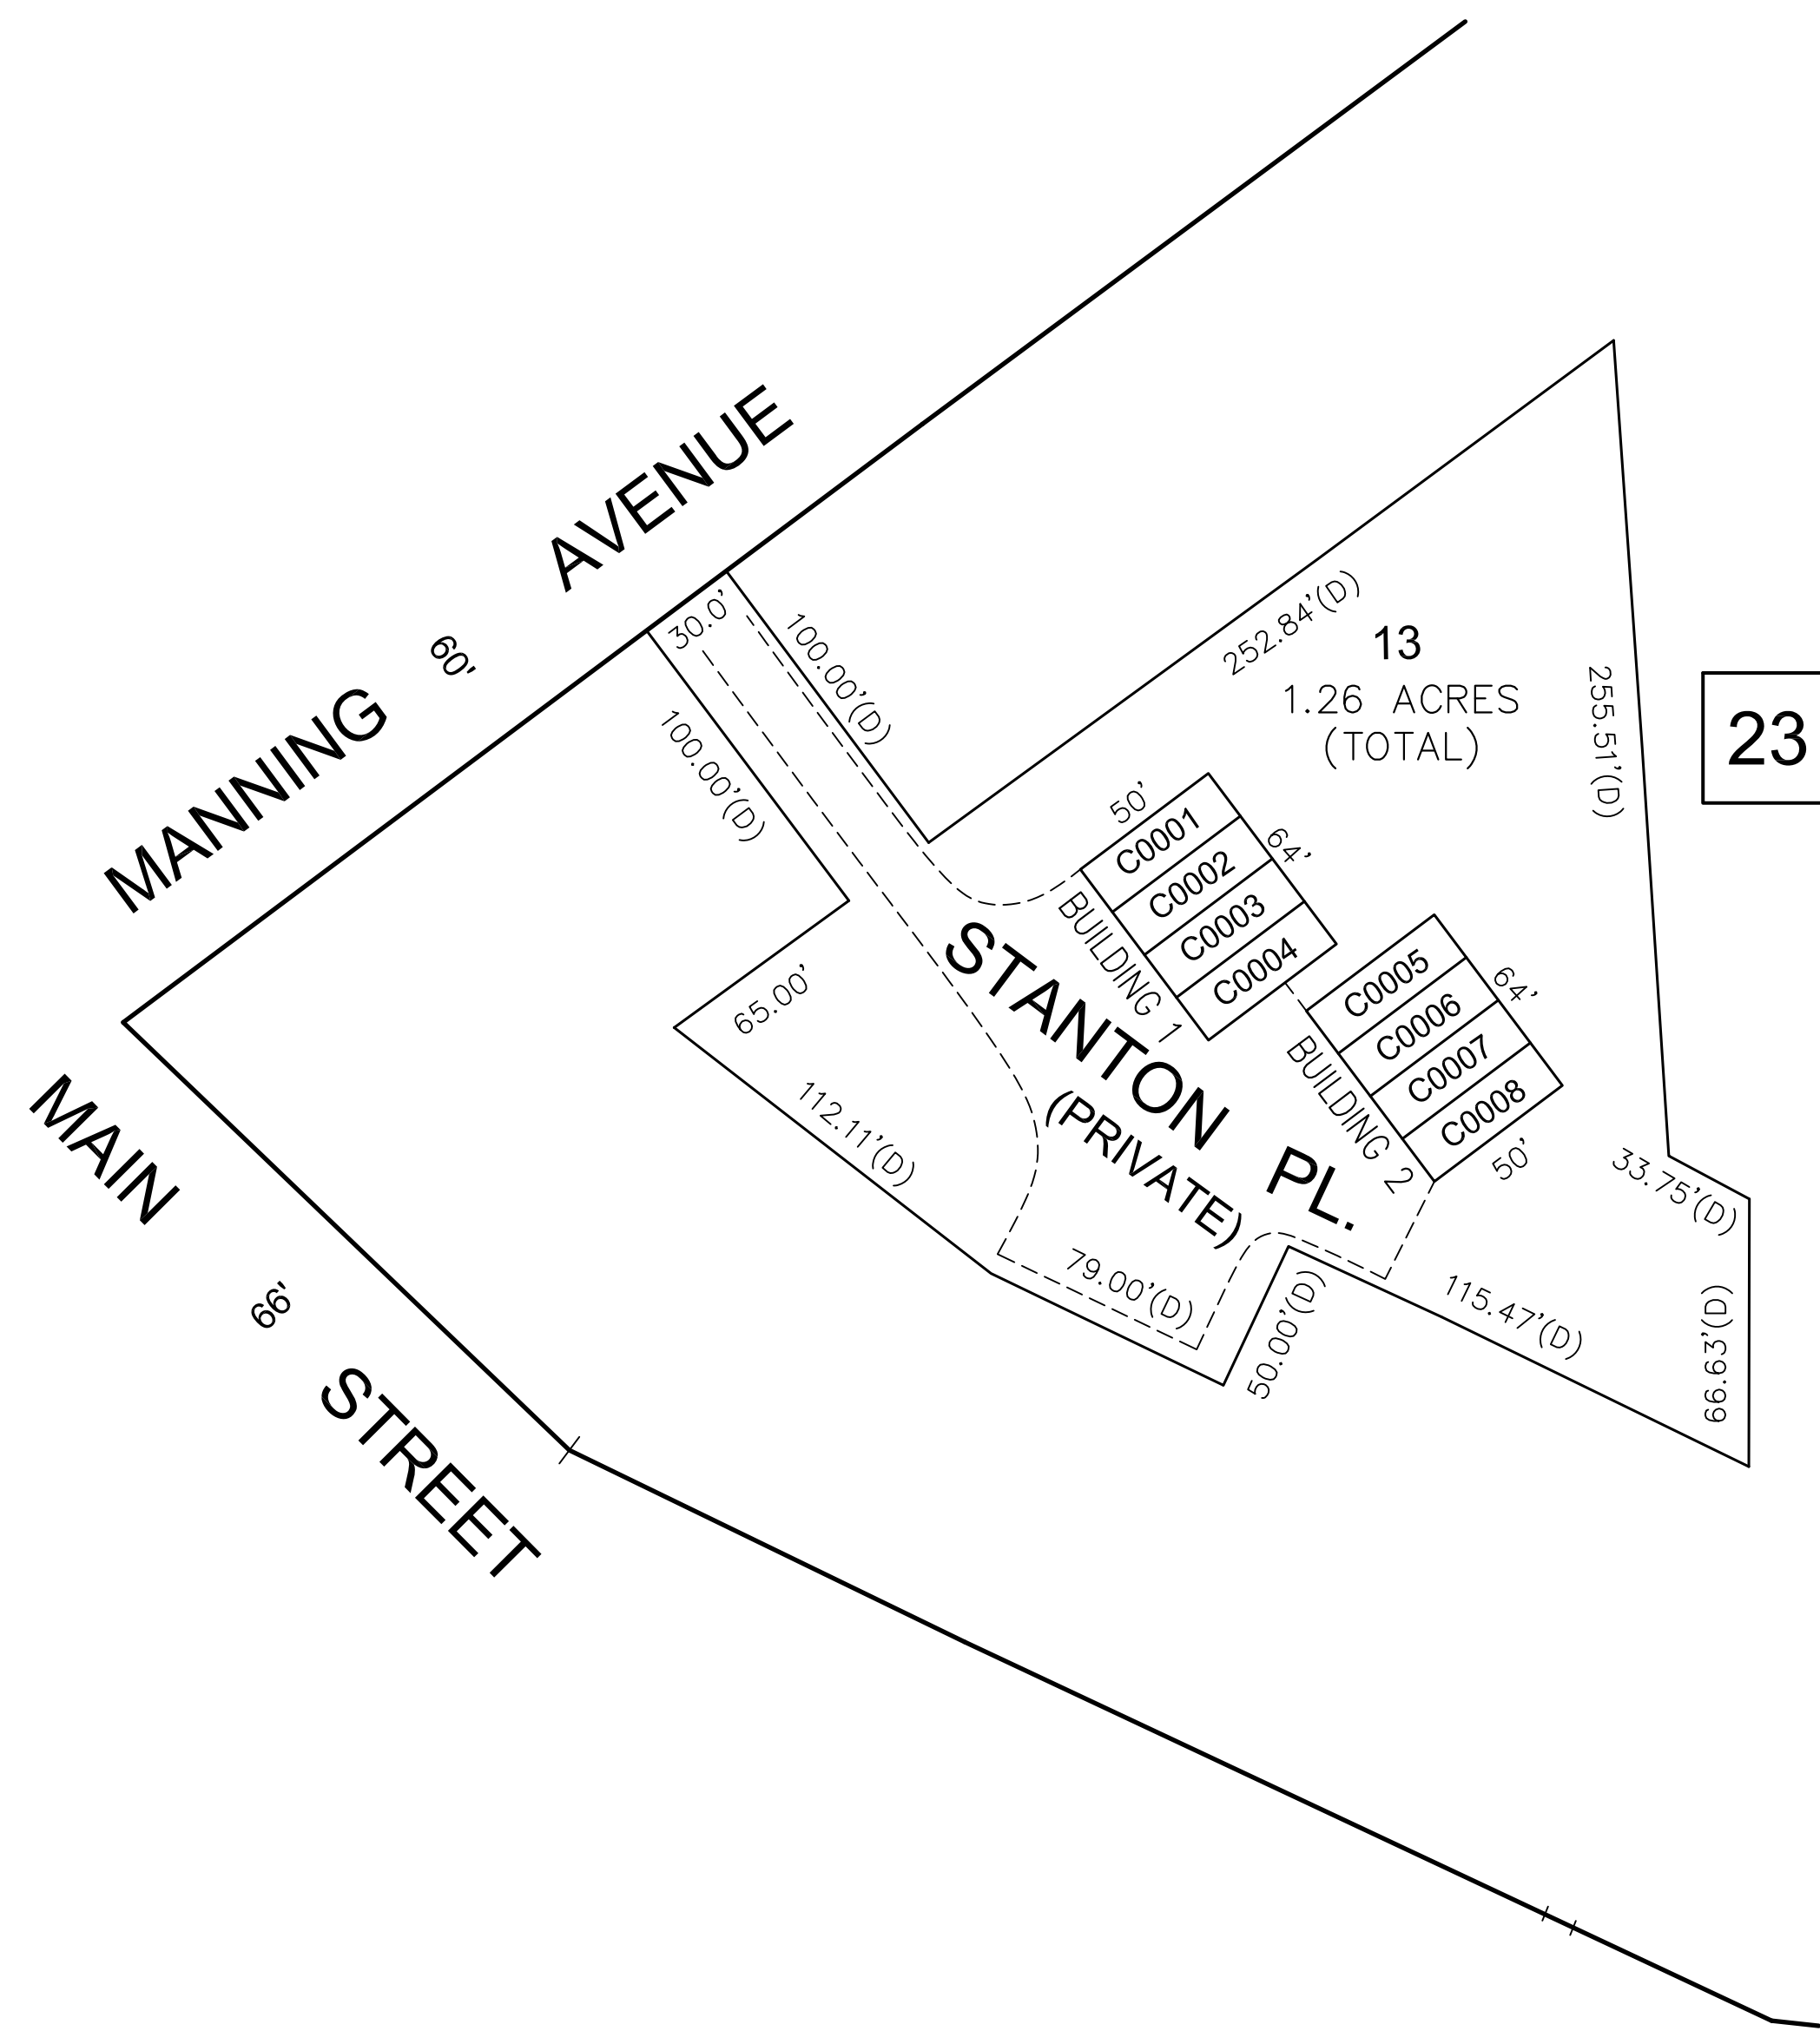 MANNING AVENUE
60'
MAIN STREET
66'
30.0'
100.00'(D)
100.00'(D)
252.84'(D)
13
1.26 ACRES
(TOTAL)
255.51'(D)
23
50'
C0001
C0002
C0003
C0004
64'
BUILDING 1
C0005
C0006
C0007
C0008
64'
BUILDING 2
50'
STANTON PL.
(PRIVATE)
65.00'
112.11'(D)
79.00'(D)
50.00'(D)
115.47'(D)
33.75'(D)
66.63'(D)